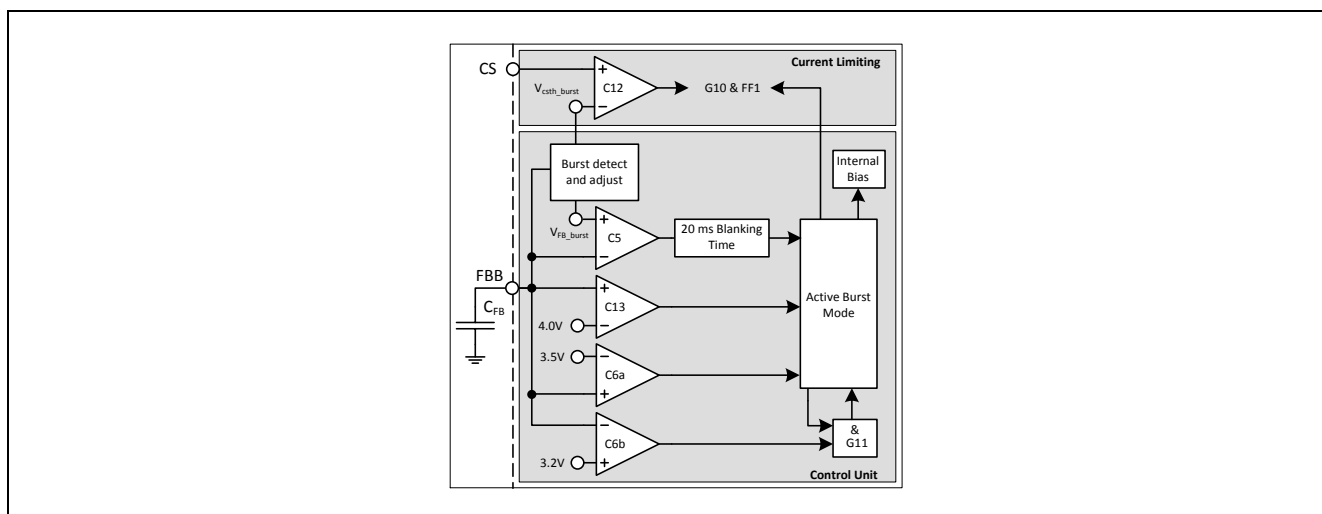 Current Limiting
CS
+
C12
G10 & FF1
Vcsth_burst
−
Burst detect
and adjust
Internal
Bias
+
VFB_burst
C5
20 ms Blanking
Time
−
FBB
+
CFB
C13
Active Burst
Mode
4.0V
−
3.5V
−
C6a
+
−
C6b
&
G11
3.2V
+
Control Unit